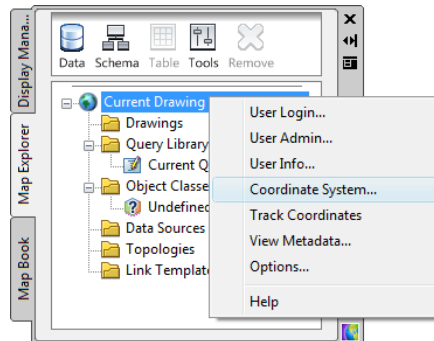 Display Mana...
Map Explorer
Map Book
Data Schema Table Tools Remove
Current Drawing
Drawings
Query Library
Current Q
Object Classe
Undefined
Data Sources
Topologies
Link Templat
User Login...
User Admin...
User Info...
Coordinate System...
Track Coordinates
View Metadata...
Options...
Help